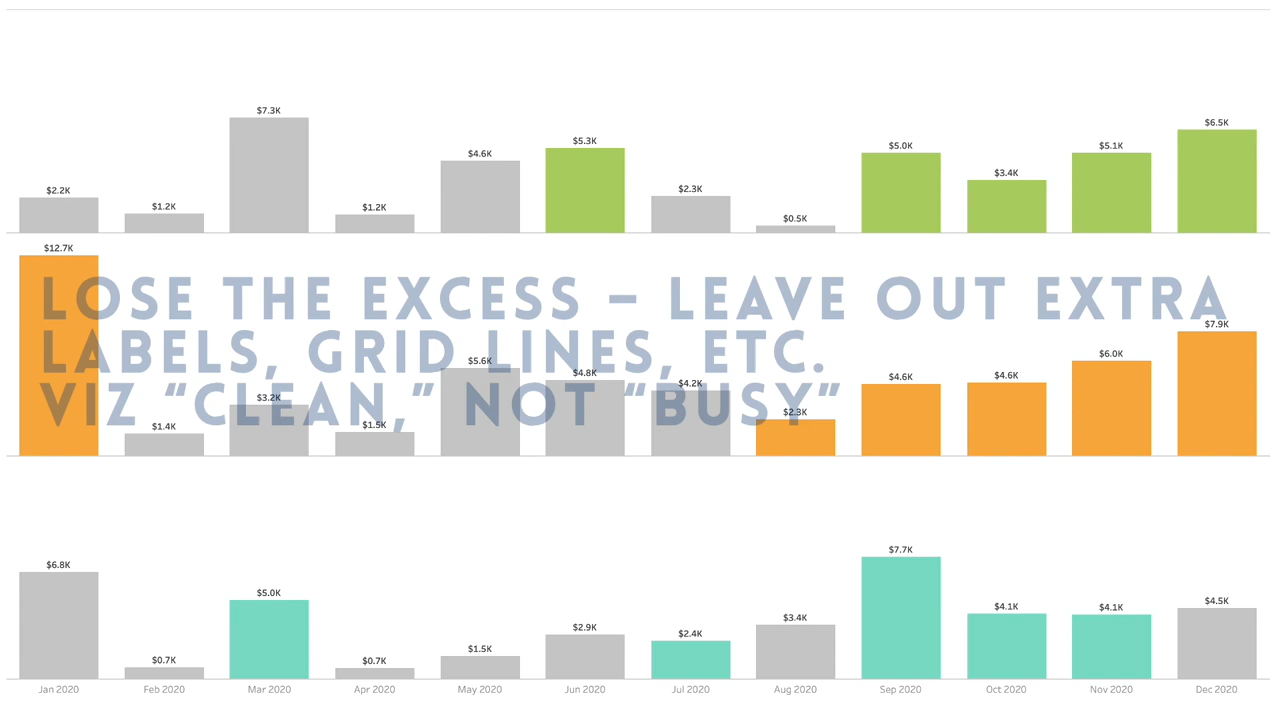 $2.2K $1.2K $7.3K $1.2K $4.6K $5.3K $2.3K $0.5K $5.0K $3.4K $5.1K $6.5K
LOSE THE EXCESS – LEAVE OUT EXTRA
LABELS, GRID LINES, ETC.
VIZ “CLEAN,” NOT “BUSY”
$12.7K $1.4K $3.2K $1.5K $5.6K $4.8K $4.2K $2.3K $4.6K $4.6K $6.0K $7.9K
$6.8K $0.7K $5.0K $0.7K $1.5K $2.9K $2.4K $3.4K $7.7K $4.1K $4.1K $4.5K
Jan 2020 Feb 2020 Mar 2020 Apr 2020 May 2020 Jun 2020 Jul 2020 Aug 2020 Sep 2020 Oct 2020 Nov 2020 Dec 2020